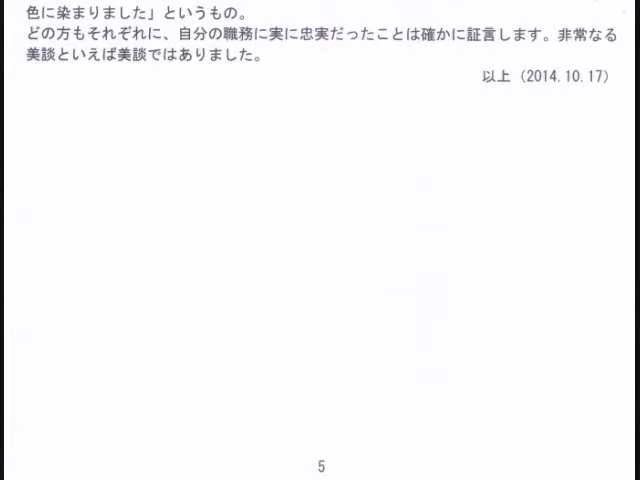 色に染まりました」というもの。
どの方もそれぞれに、自分の職務に実に忠実だったことは確かに証言します。非常なる
美談といえば美談ではありました。
以上（2014.10.17）
5